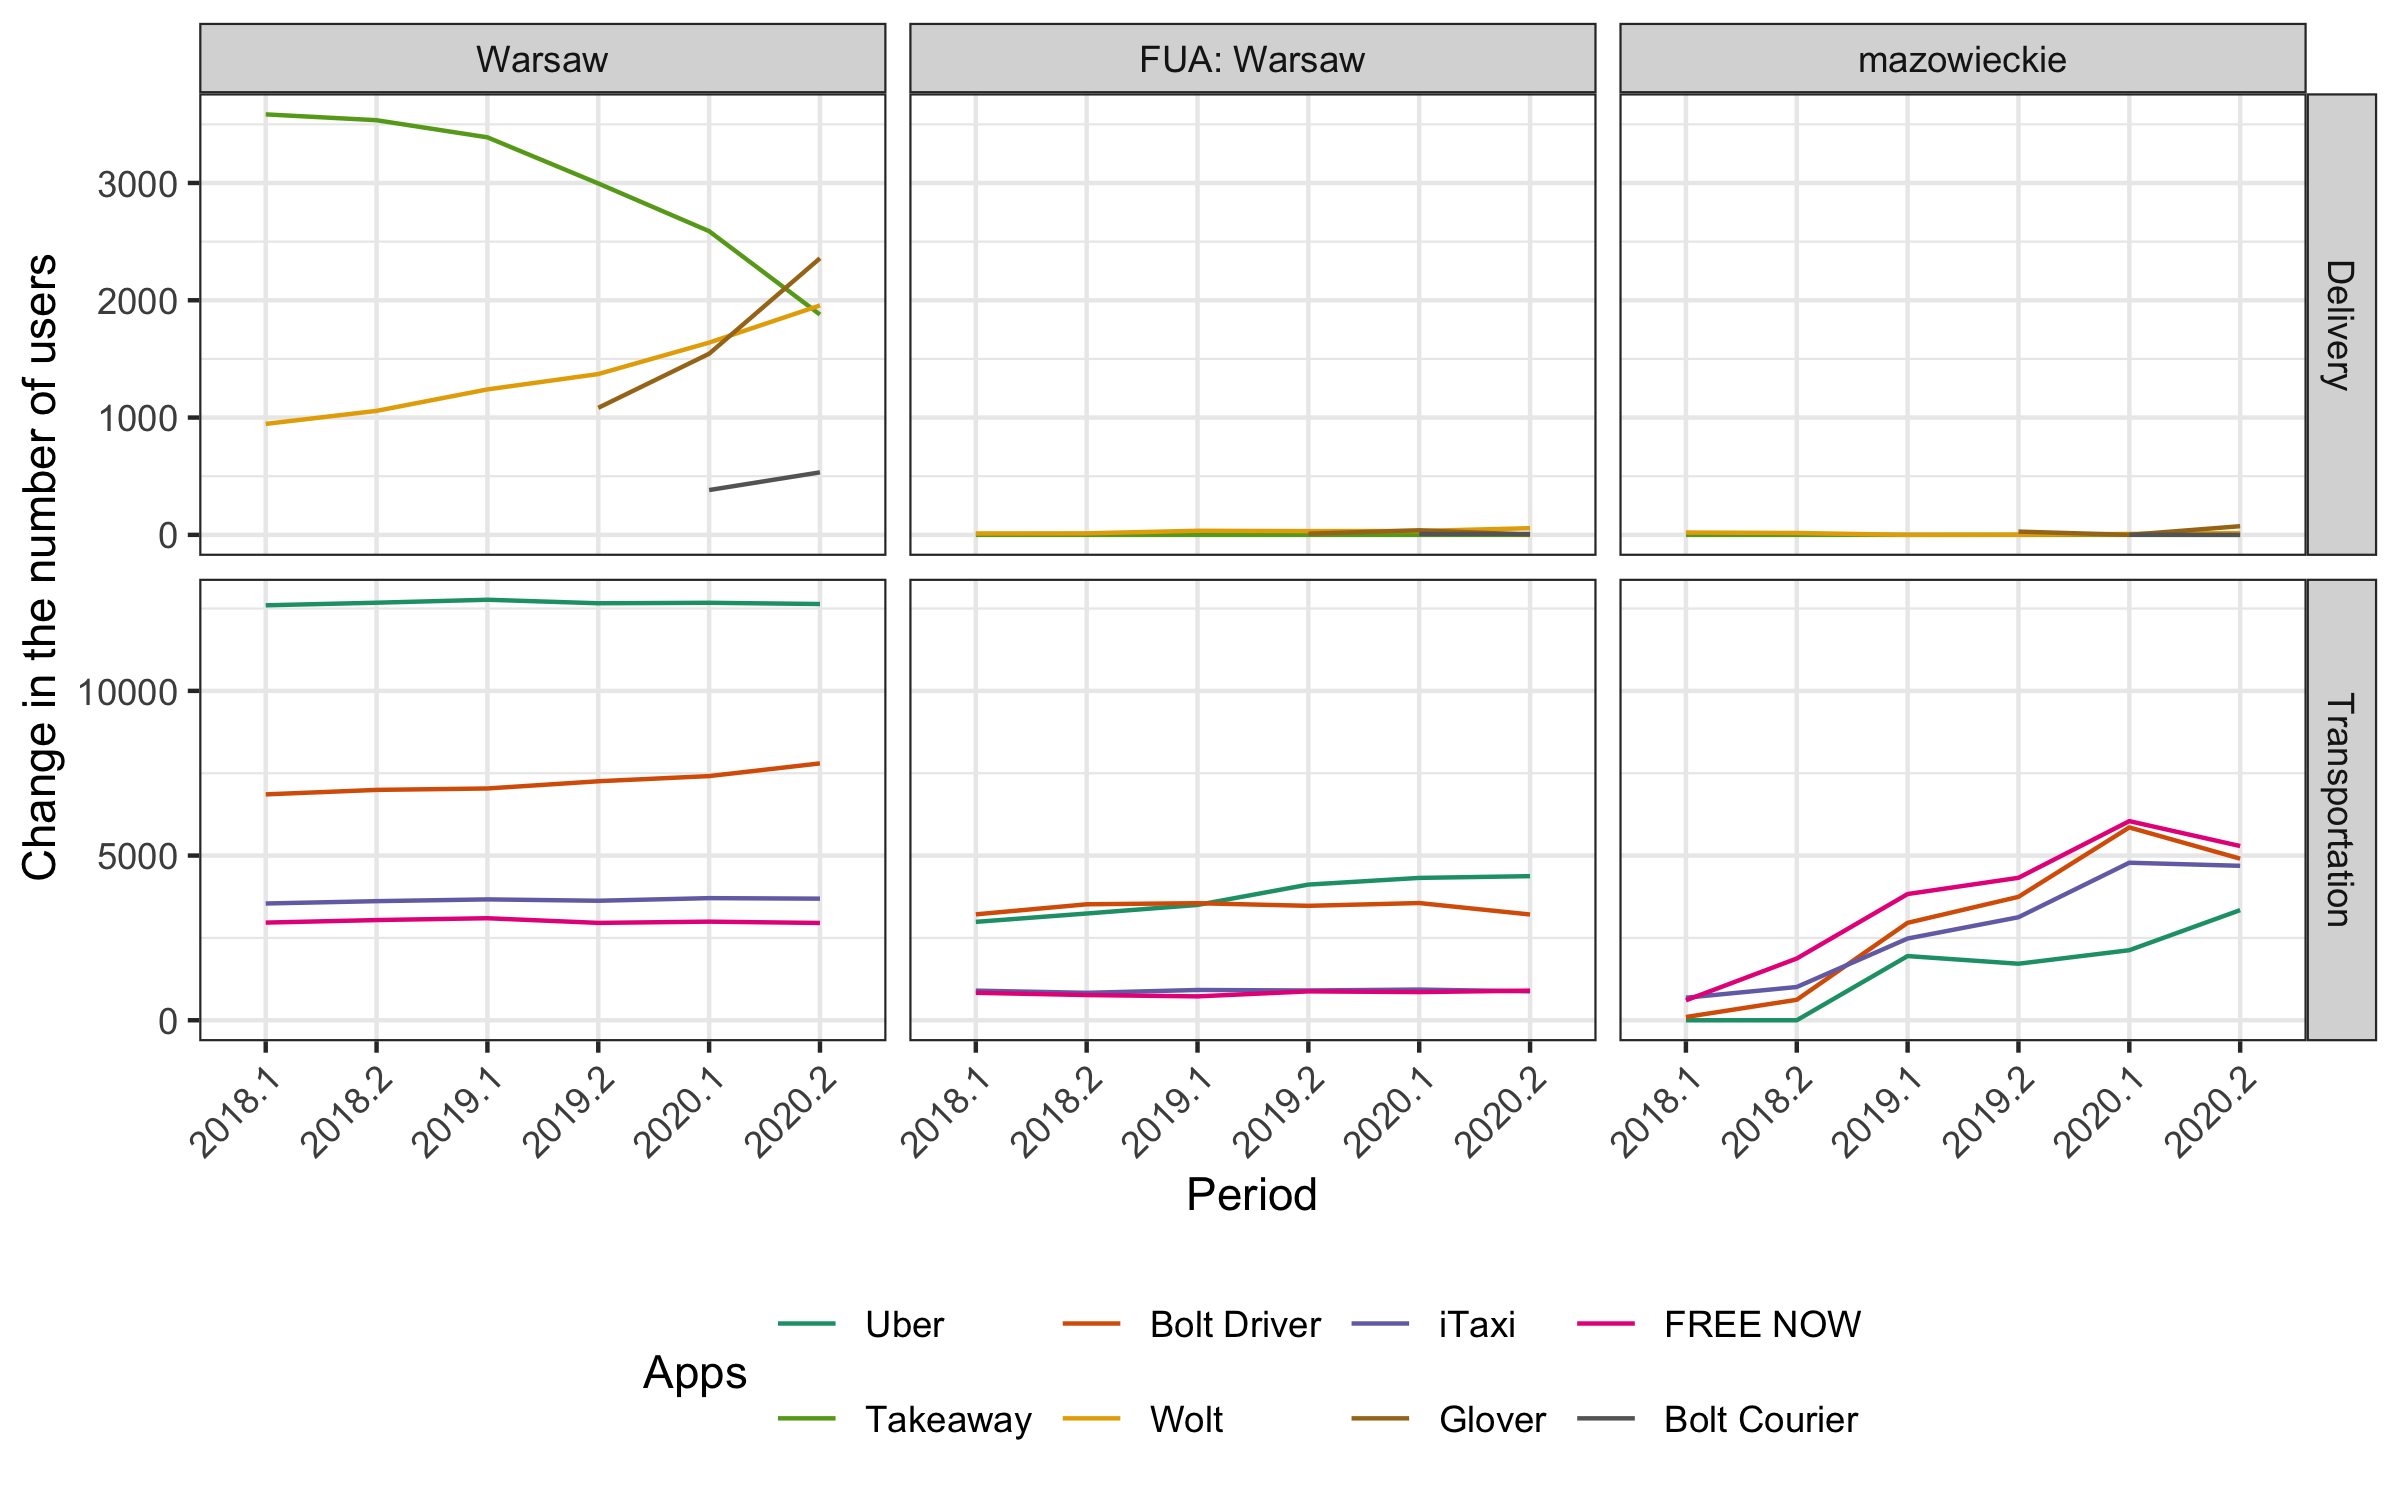 Warsaw
FUA: Warsaw
mazowieckie
Change in the number of users
3000
2000
1000
0
Delivery
10000
5000
0
Transportation
2018.1 2018.2 2019.1 2019.2 2020.1 2020.2
2018.1 2018.2 2019.1 2019.2 2020.1 2020.2
2018.1 2018.2 2019.1 2019.2 2020.1 2020.2
Period
Apps
Uber Bolt Driver iTaxi FREE NOW
Takeaway Wolt Glover Bolt Courier